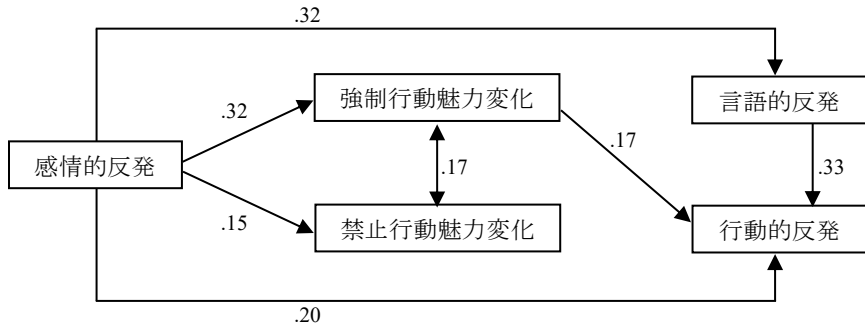 .32
強制行動魅力変化
言語的反発
.32
.17
感情的反発
.17
.33
.15
禁止行動魅力変化
行動的反発
.20